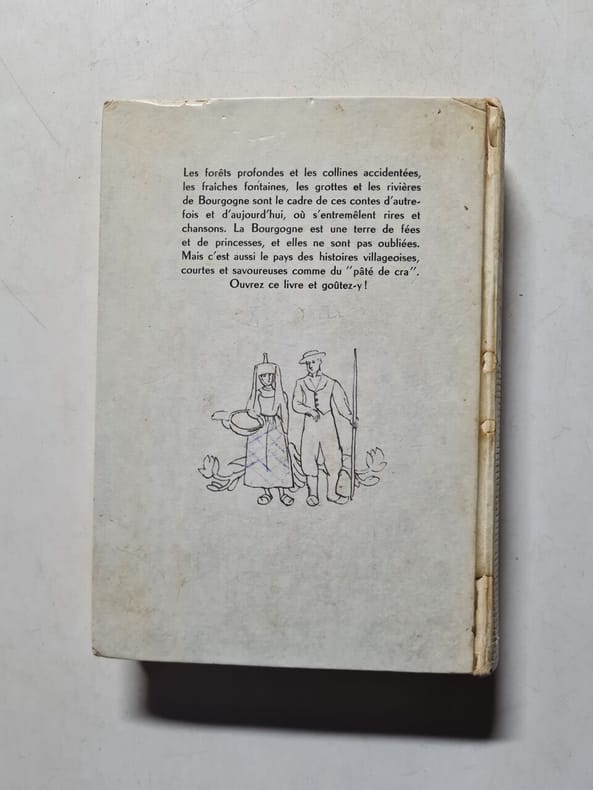 Les forêts profondes et les collines accidentées,
les fraîches fontaines, les grottes et les rivières
de Bourgogne sont le cadre de ces contes d'autre-
fois et d'aujourd'hui, où s'entremêlent rires et
chansons. La Bourgogne est une terre de fées
et de princesses, et elles ne sont pas oubliées.
Mais c'est aussi le pays des histoires villageoises,
courtes et savoureuses comme du "pâté de cra".
Ouvrez ce livre et goûtez-y !